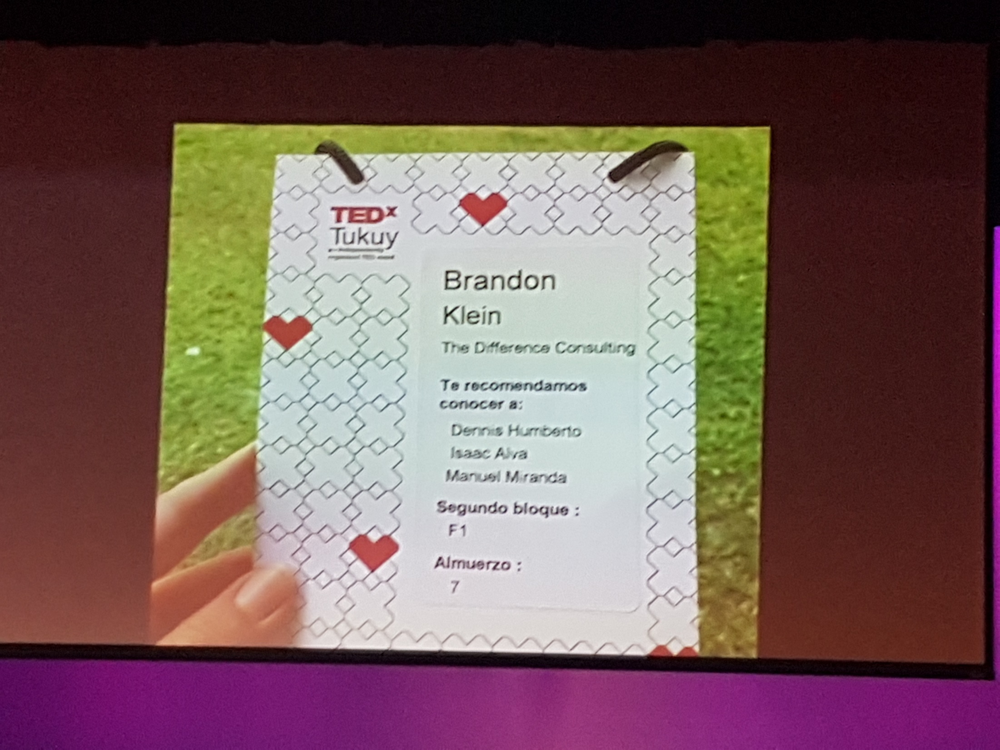 TEDx
Tukuy
Brandon
Klein
The Difference Consulting
Te recomendamos
conocer a:
Dennis Humberto
Isaac Alva
Manuel Miranda
Segundo bloque :
F1
Almuerzo :
7